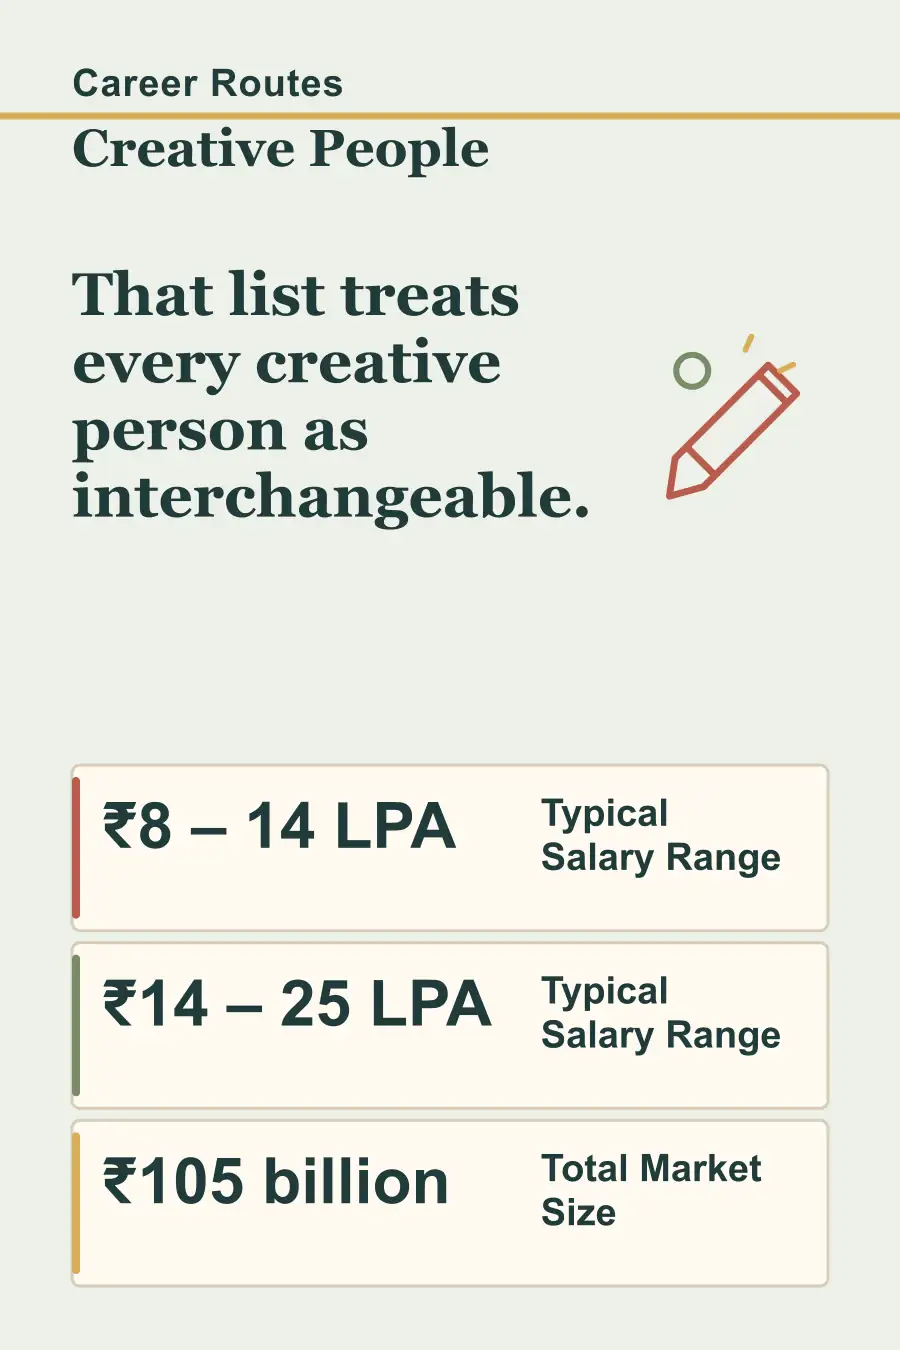 Career Routes
Creative People
That list treats
every creative
person as
interchangeable.
₹8 – 14 LPA
Typical
Salary Range
₹14 – 25 LPA
Typical
Salary Range
₹105 billion
Total Market
Size